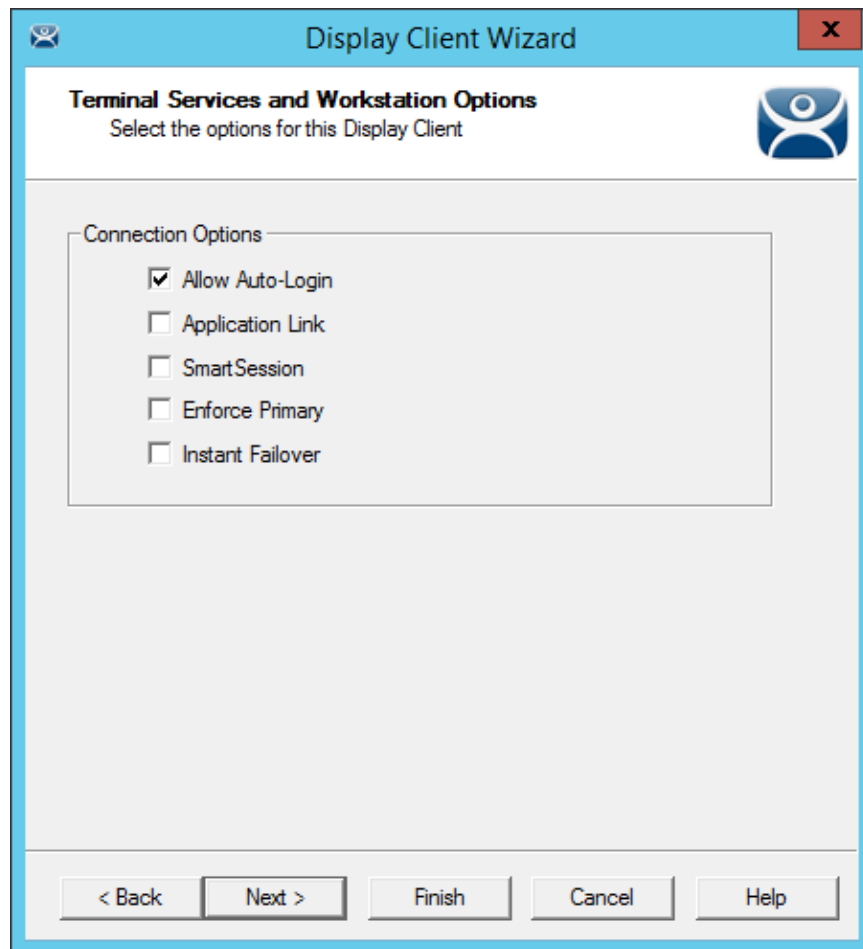 Display Client Wizard
x
Terminal Services and Workstation Options
Select the options for this Display Client
Connection Options
Allow Auto-Login
Application Link
SmartSession
Enforce Primary
Instant Failover
< Back Next > Finish Cancel Help